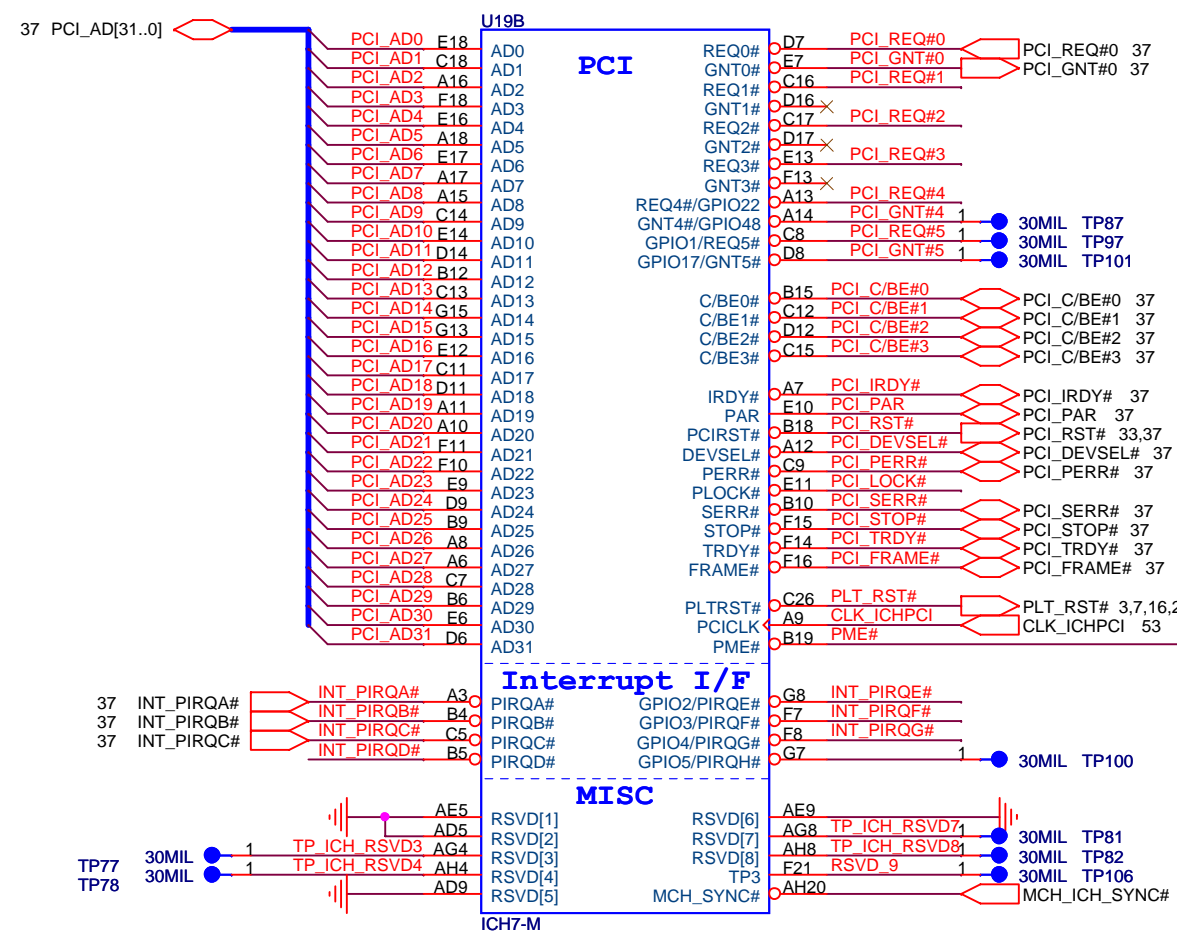 U19B
37 PCI_AD[31..0]
PCI
PCI_AD0 E18 AD0 REQ0# D7 PCI_REQ#0 PCI_REQ#0 37
PCI_AD1 C18 AD1 GNT0# E7 PCI_GNT#0 PCI_GNT#0 37
PCI_AD2 A16 AD2 REQ1# C16 PCI_REQ#1
PCI_AD3 F18 AD3 GNT1# D16
PCI_AD4 E16 AD4 REQ2# C17 PCI_REQ#2
PCI_AD5 A18 AD5 GNT2# D17
PCI_AD6 E17 AD6 REQ3# E13 PCI_REQ#3
PCI_AD7 A17 AD7 GNT3# F13
PCI_AD8 A15 AD8 REQ4#/GPIO22 A13 PCI_REQ#4
PCI_AD9 C14 AD9 GNT4#/GPIO48 A14 PCI_GNT#4 1 30MIL TP87
PCI_AD10 E14 AD10 GPIO1/REQ5# C8 PCI_REQ#5 1 30MIL TP97
PCI_AD11 D14 AD11 GPIO17/GNT5# D8 PCI_GNT#5 1 30MIL TP101
PCI_AD12 B12 AD12
PCI_AD13 C13 AD13 C/BE0# B15 PCI_C/BE#0 PCI_C/BE#0 37
PCI_AD14 G15 AD14 C/BE1# C12 PCI_C/BE#1 PCI_C/BE#1 37
PCI_AD15 G13 AD15 C/BE2# D12 PCI_C/BE#2 PCI_C/BE#2 37
PCI_AD16 E12 AD16 C/BE3# C15 PCI_C/BE#3 PCI_C/BE#3 37
PCI_AD17 C11 AD17
PCI_AD18 D11 AD18 IRDY# A7 PCI_IRDY# PCI_IRDY# 37
PCI_AD19 A11 AD19 PAR E10 PCI_PAR PCI_PAR 37
PCI_AD20 A10 AD20 PCIRST# B18 PCI_RST# PCI_RST# 33,37
PCI_AD21 F11 AD21 DEVSEL# A12 PCI_DEVSEL# PCI_DEVSEL# 37
PCI_AD22 F10 AD22 PERR# C9 PCI_PERR# PCI_PERR# 37
PCI_AD23 E9 AD23 PLOCK# E11 PCI_LOCK#
PCI_AD24 D9 AD24 SERR# B10 PCI_SERR# PCI_SERR# 37
PCI_AD25 B9 AD25 STOP# F15 PCI_STOP# PCI_STOP# 37
PCI_AD26 A8 AD26 TRDY# F14 PCI_TRDY# PCI_TRDY# 37
PCI_AD27 A6 AD27 FRAME# F16 PCI_FRAME# PCI_FRAME# 37
PCI_AD28 C7 AD28
PCI_AD29 B6 AD29 PLTRST# C26 PLT_RST# PLT_RST# 3,7,16,2
PCI_AD30 E6 AD30 PCICLK A9 CLK_ICHPCI CLK_ICHPCI 53
PCI_AD31 D6 AD31 PME# B19 PME#
Interrupt I/F
37 INT_PIRQA# INT_PIRQA# A3 PIRQA# GPIO2/PIRQE# G8 INT_PIRQE#
37 INT_PIRQB# INT_PIRQB# B4 PIRQB# GPIO3/PIRQF# F7 INT_PIRQF#
37 INT_PIRQC# INT_PIRQC# C5 PIRQC# GPIO4/PIRQG# F8 INT_PIRQG#
INT_PIRQD# B5 PIRQD# GPIO5/PIRQH# G7 1 30MIL TP100
MISC
AE5 RSVD[1] RSVD[6] AE9
AD5 RSVD[2] RSVD[7] AG8 TP_ICH_RSVD7 1 30MIL TP81
TP77 30MIL 1 TP_ICH_RSVD3 AG4 RSVD[3] RSVD[8] AH8 TP_ICH_RSVD8 1 30MIL TP82
TP78 30MIL 1 TP_ICH_RSVD4 AH4 RSVD[4] TP3 F21 RSVD_9 1 30MIL TP106
AD9 RSVD[5] MCH_SYNC# AH20 MCH_ICH_SYNC#
ICH7-M